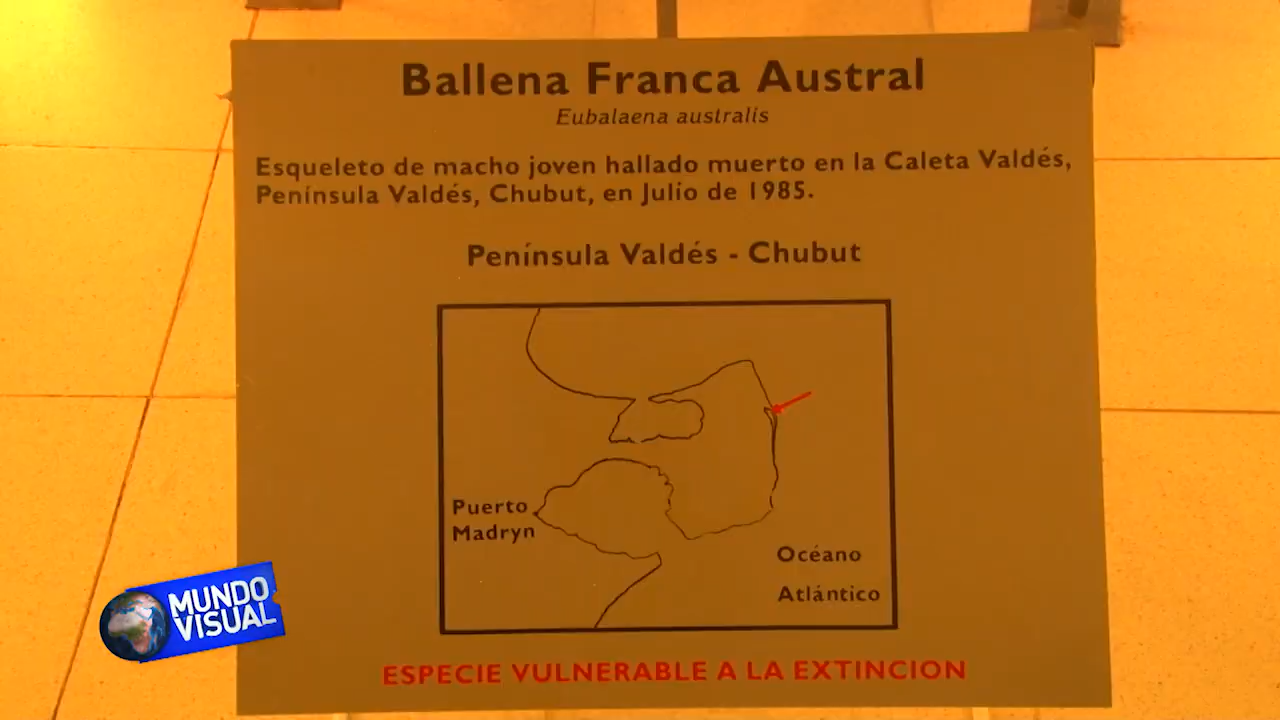 Ballena Franca Austral
Eubalaena australis
Esqueleto de macho joven hallado muerto en la Caleta Valdés,
Península Valdés, Chubut, en Julio de 1985.
Península Valdés - Chubut
Puerto
Madryn
Océano
Atlántico
ESPECIE VULNERABLE A LA EXTINCION
MUNDO
VISUAL